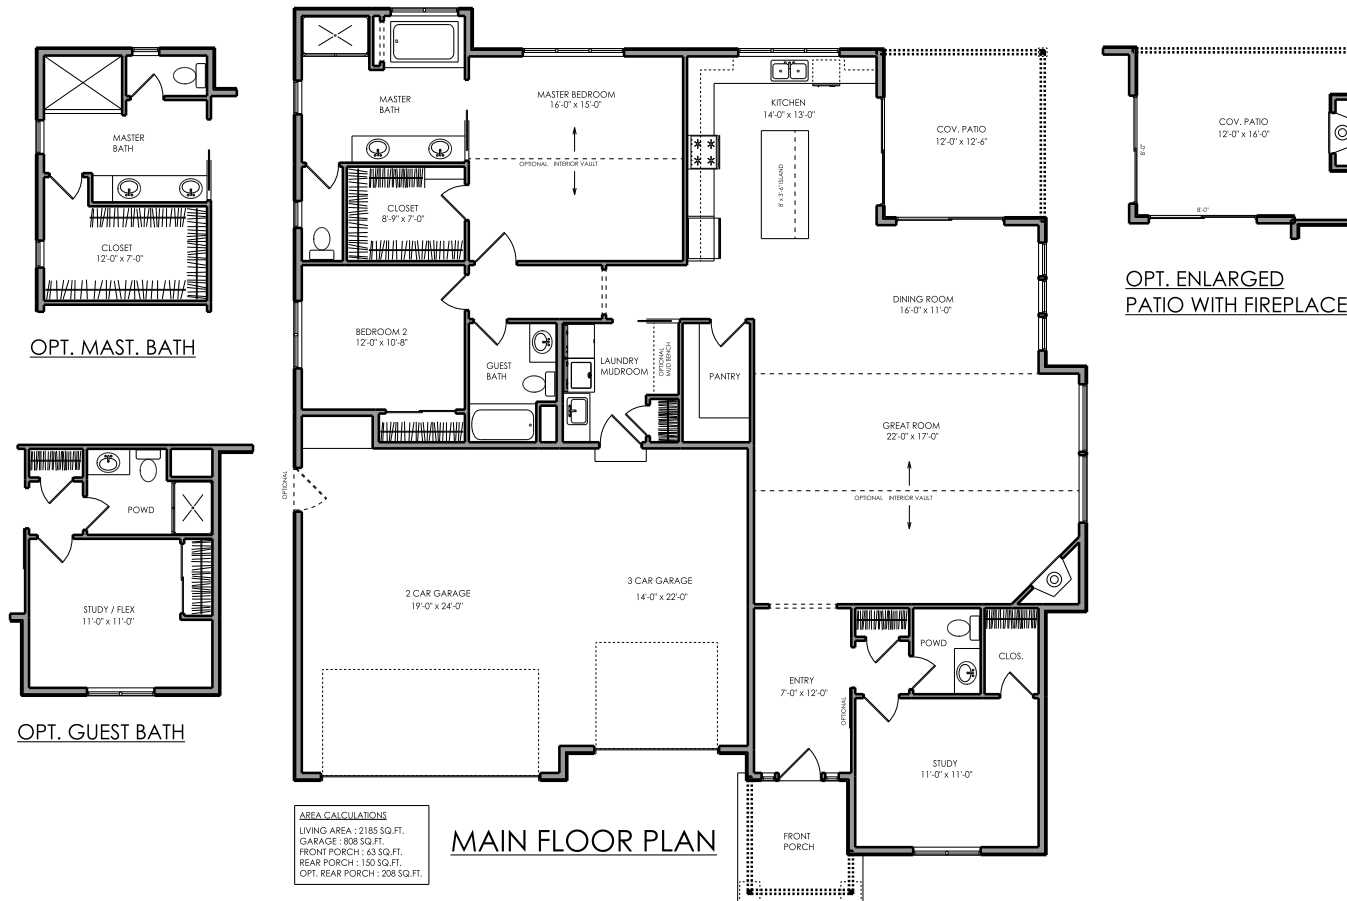 MASTER
BATH
CLOSET
12'-0" x 7'-0"
OPT. MAST. BATH
POWD
STUDY / FLEX
11'-0" x 11'-0"
OPT. GUEST BATH
MASTER
BATH
MASTER BEDROOM
16'-0" x 15'-0"
OPTIONAL INTERIOR VAULT
CLOSET
8'-9" x 7'-0"
KITCHEN
14'-0" x 13'-0"
8' x 3'-6" ISLAND
COV. PATIO
12'-0" x 12'-6"
DINING ROOM
16'-0" x 11'-0"
BEDROOM 2
12'-0" x 10'-8"
GUEST
BATH
LAUNDRY
MUDROOM
OPTIONAL
MUD BENCH
PANTRY
GREAT ROOM
22'-0" x 17'-0"
OPTIONAL INTERIOR VAULT
OPTIONAL
2 CAR GARAGE
19'-0" x 24'-0"
3 CAR GARAGE
14'-0" x 22'-0"
ENTRY
7'-0" x 12'-0"
OPTIONAL
POWD
CLOS.
STUDY
11'-0" x 11'-0"
FRONT
PORCH
AREA CALCULATIONS
LIVING AREA : 2185 SQ.FT.
GARAGE : 808 SQ.FT.
FRONT PORCH : 63 SQ.FT.
REAR PORCH : 150 SQ.FT.
OPT. REAR PORCH : 208 SQ.FT.
MAIN FLOOR PLAN
COV. PATIO
12'-0" x 16'-0"
8'-0"
8'-0"
OPT. ENLARGED
PATIO WITH FIREPLACE